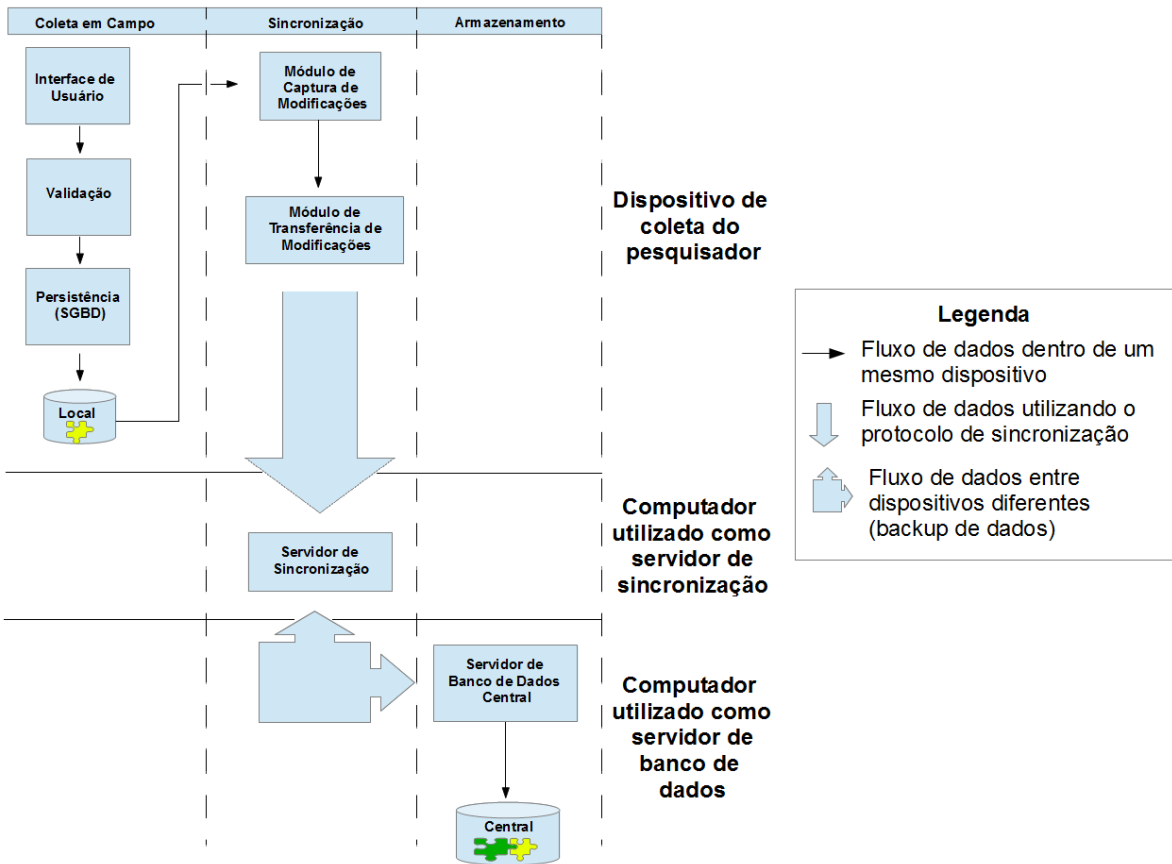 Coleta em Campo
Sincronização
Armazenamento
Interface de
Usuário
Validação
Persistência
(SGBD)
Local
Módulo de
Captura de
Modificações
Módulo de
Transferência de
Modificações
Dispositivo de
coleta do
pesquisador
Servidor de
Sincronização
Computador
utilizado como
servidor de
sincronização
Servidor de
Banco de Dados
Central
Central
Computador
utilizado como
servidor de
banco de
dados
Legenda
Fluxo de dados dentro de um
mesmo dispositivo
Fluxo de dados utilizando o
protocolo de sincronização
Fluxo de dados entre
dispositivos diferentes
(backup de dados)